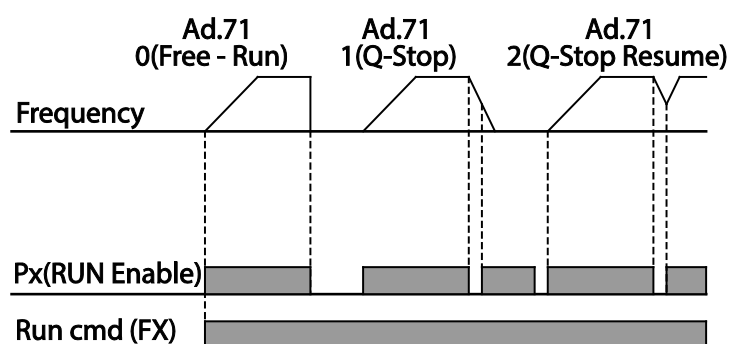 Ad.71
0(Free - Run)
Ad.71
1(Q-Stop)
Ad.71
2(Q-Stop Resume)
Frequency
Px(RUN Enable)
Run cmd (FX)